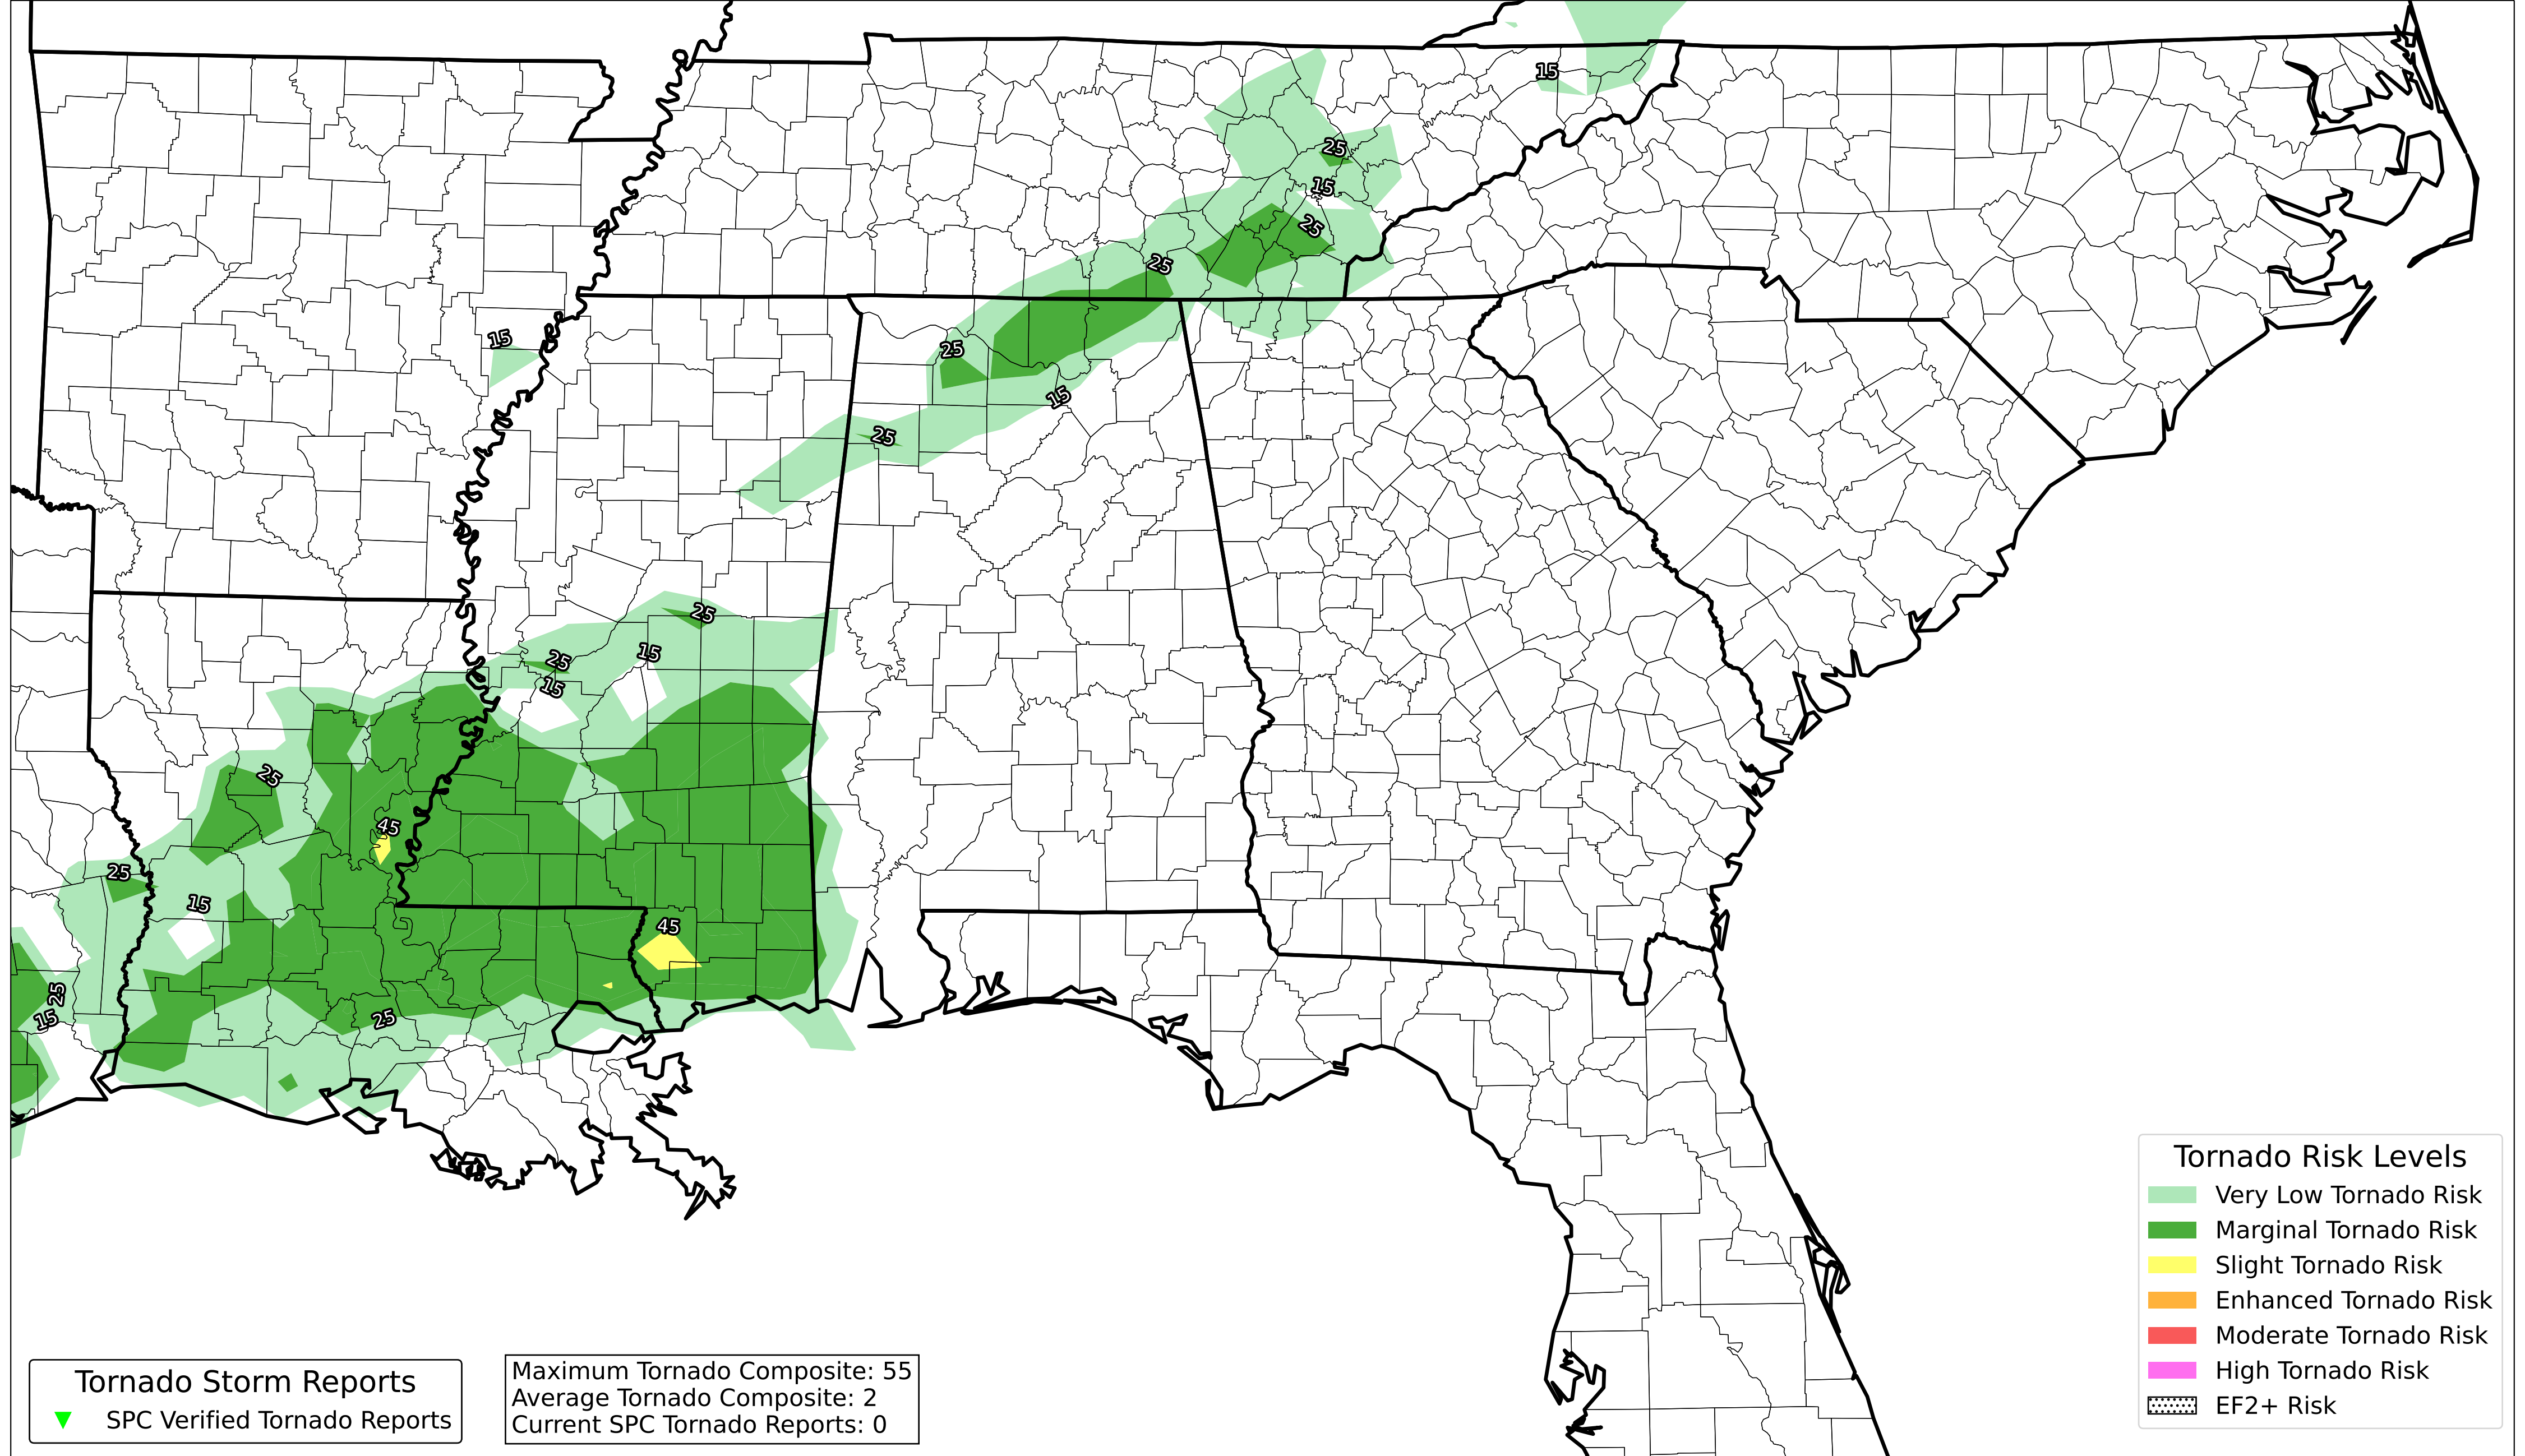 15
25
15
25
25
15
25
15
25
25
15
25
15
25
45
25
15
45
25
15
25
Tornado Risk Levels
Very Low Tornado Risk
Marginal Tornado Risk
Slight Tornado Risk
Enhanced Tornado Risk
Moderate Tornado Risk
High Tornado Risk
EF2+ Risk
Tornado Storm Reports
SPC Verified Tornado Reports
Maximum Tornado Composite: 55
Average Tornado Composite: 2
Current SPC Tornado Reports: 0